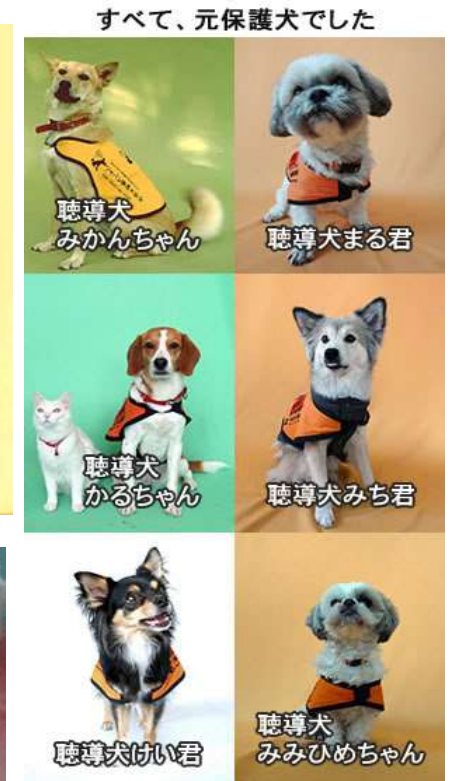 すべて、元保護犬でした
聴導犬
みかんちゃん
聴導犬まる君
聴導犬
かるちゃん
聴導犬みち君
聴導犬けい君
聴導犬
みみひめちゃん